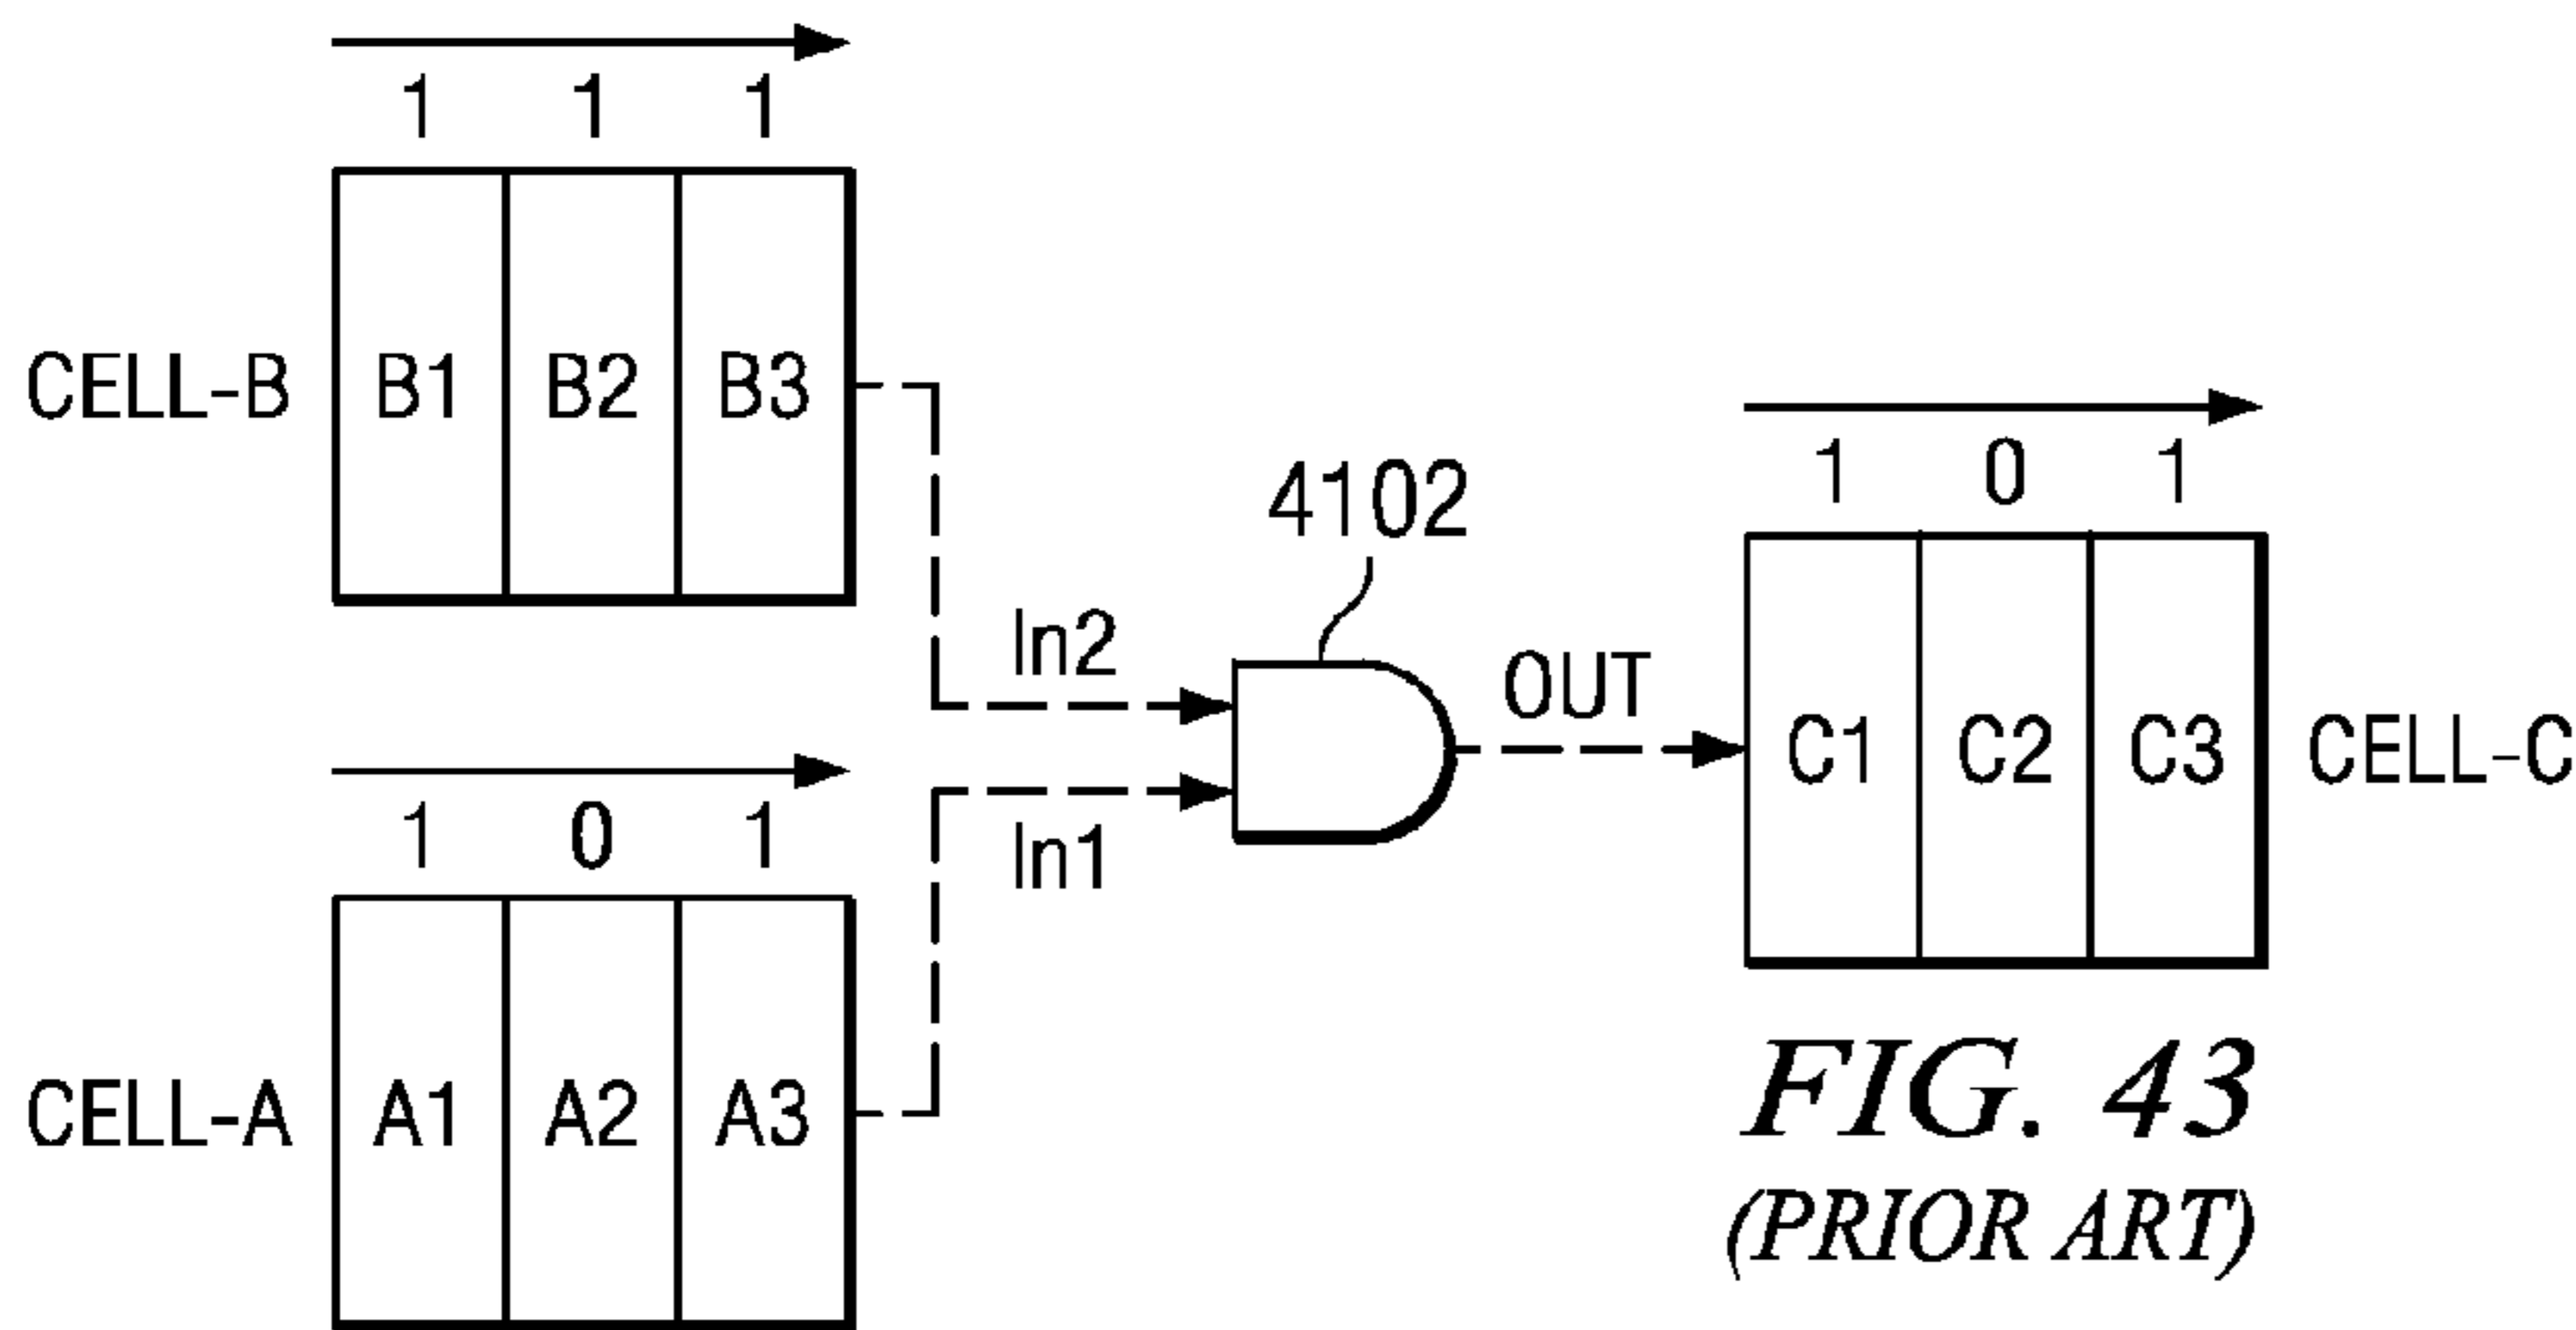 1 1 1
CELL-B B1 B2 B3
1 0 1
4102
In2
OUT
C1 C2 C3 CELL-C
1 0 1
In1
CELL-A A1 A2 A3
FIG. 43
(PRIOR ART)